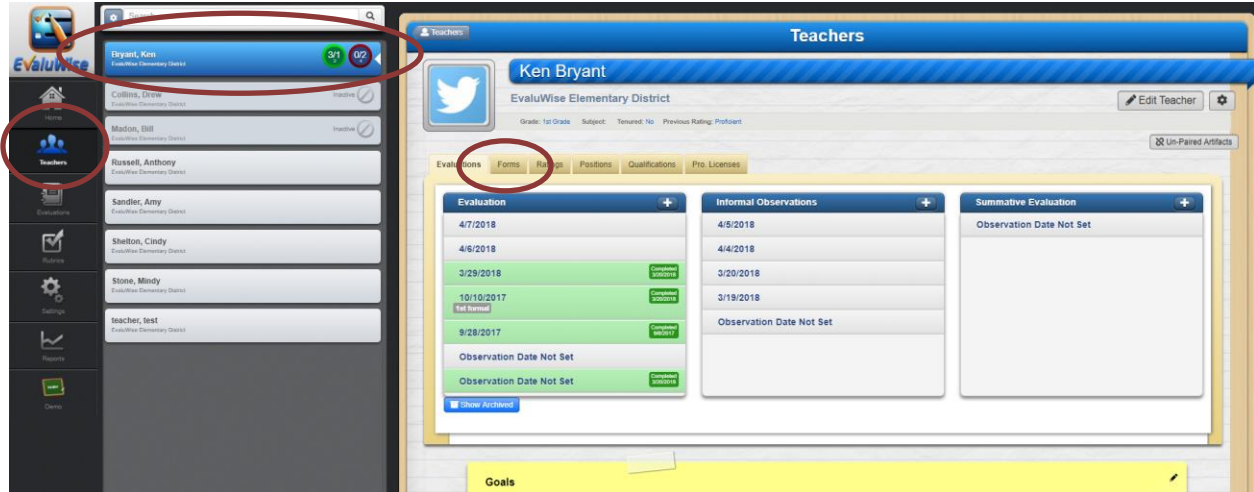 EvaluWise
Home
Teachers
Evaluations
Rubrics
Settings
Reports
Demo
Search
Bryant, Ken
EvaluWise Elementary District
3/1
0/2
Collins, Drew
EvaluWise Elementary District
Inactive
Madon, Bill
EvaluWise Elementary District
Inactive
Russell, Anthony
EvaluWise Elementary District
Sandler, Amy
EvaluWise Elementary District
Shelton, Cindy
EvaluWise Elementary District
Stone, Mindy
EvaluWise Elementary District
teacher, test
EvaluWise Elementary District
Teachers
Teachers
Ken Bryant
EvaluWise Elementary District
Edit Teacher
Grade: 1st Grade Subject: Tenured: No Previous Rating: Proficient
Un-Paired Artifacts
Evaluations Forms Ratings Positions Qualifications Pro. Licenses
Evaluation
4/7/2018
4/6/2018
3/29/2018
Completed
10/10/2017
1st formal
Completed
9/28/2017
Completed
Observation Date Not Set
Observation Date Not Set
Completed
Show Archived
Informal Observations
4/5/2018
4/4/2018
3/20/2018
3/19/2018
Observation Date Not Set
Summative Evaluation
Observation Date Not Set
Goals